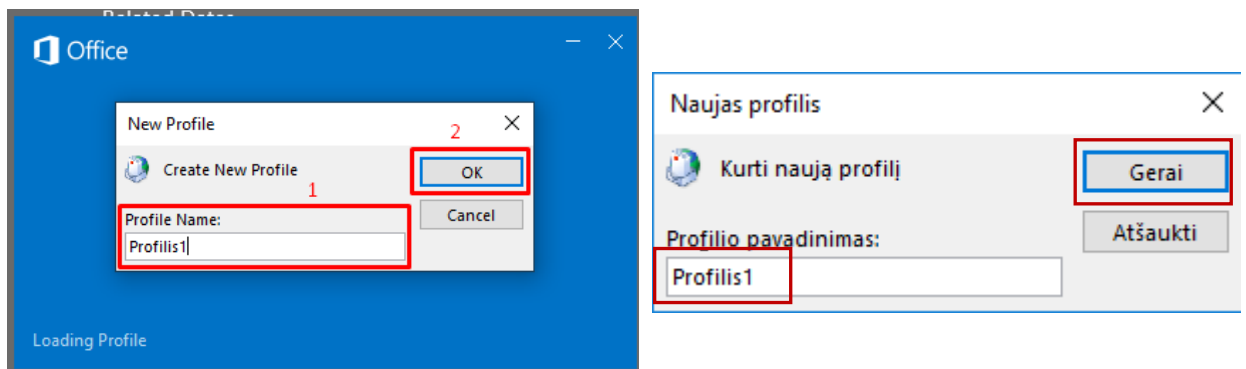 Related Dates
Office
New Profile
2
Create New Profile
OK
1
Profile Name:
Cancel
Profilis1
Loading Profile
Naujas profilis
Kurti naują profilį
Gerai
Profilio pavadinimas:
Atšaukti
Profilis1